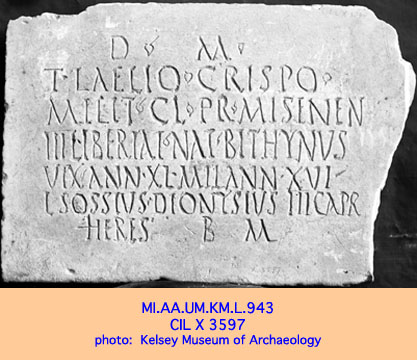 D M
T·LAELIO·CRISPO·
MILIT·CL·PR·MISENEN
III·LIBERTAE·NAT·BITHYNUS
VIX·ANN·XL·MIL·ANN·XVI·
L·SOSSIUS·DIONYSIUS III CAPR
HERES B M
MI.AA.UM.KM.L.943
CIL X 3597
photo: Kelsey Museum of Archaeology